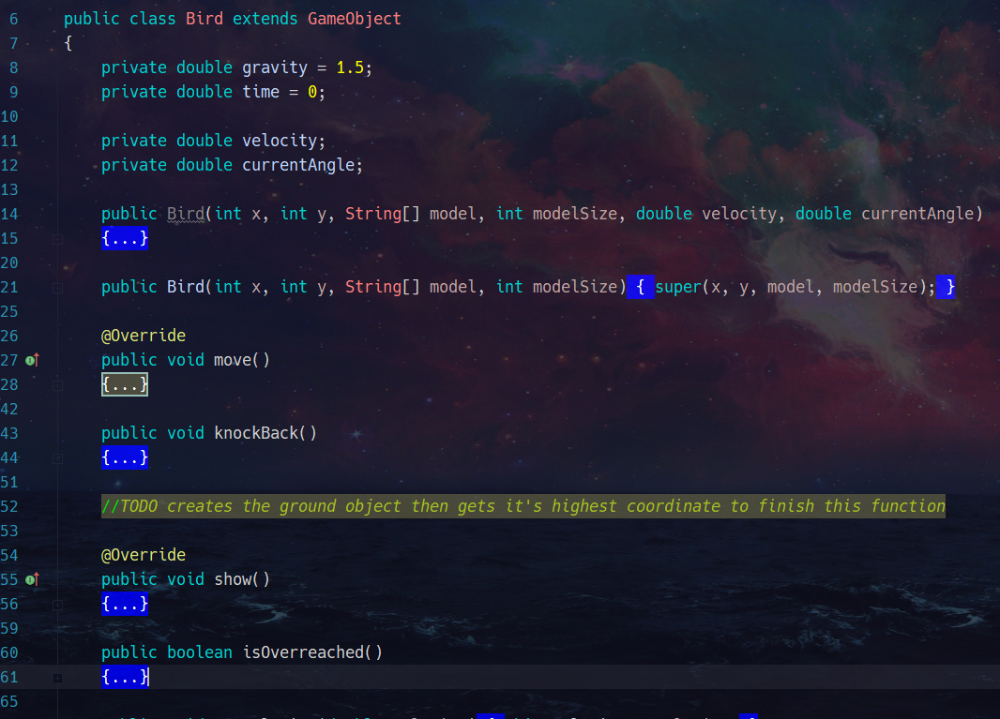 6 public class Bird extends GameObject
7 {
8 private double gravity = 1.5;
9 private double time = 0;
10
11 private double velocity;
12 private double currentAngle;
13
14 public Bird(int x, int y, String[] model, int modelSize, double velocity, double currentAngle)
15 {...}
20
21 public Bird(int x, int y, String[] model, int modelSize) { super(x, y, model, modelSize); }
25
26 @Override
27 public void move()
28 {...}
42
43 public void knockBack()
44 {...}
51
52 //TODO creates the ground object then gets it's highest coordinate to finish this function
53
54 @Override
55 public void show()
56 {...}
59
60 public boolean isOverreached()
61 {...}
65